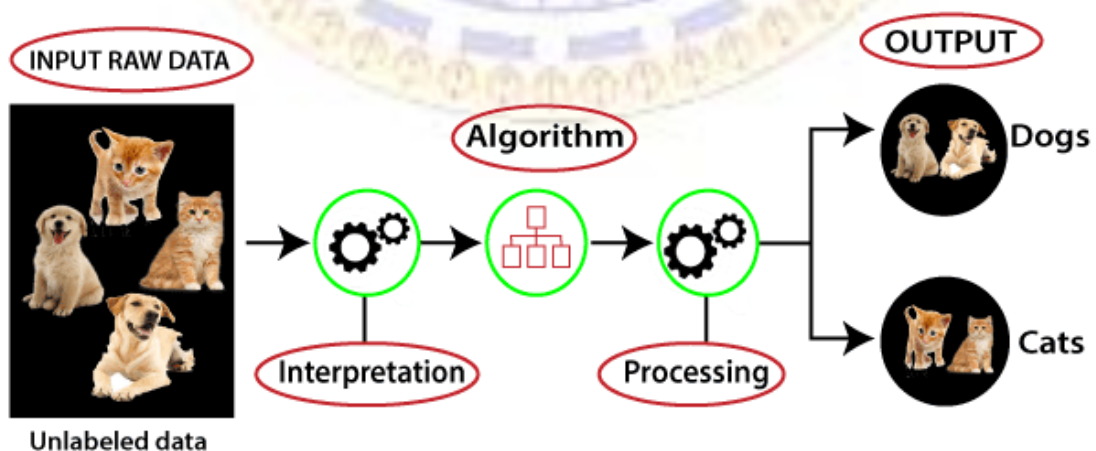 INPUT RAW DATA
OUTPUT
Algorithm
Dogs
Interpretation
Processing
Cats
Unlabeled data